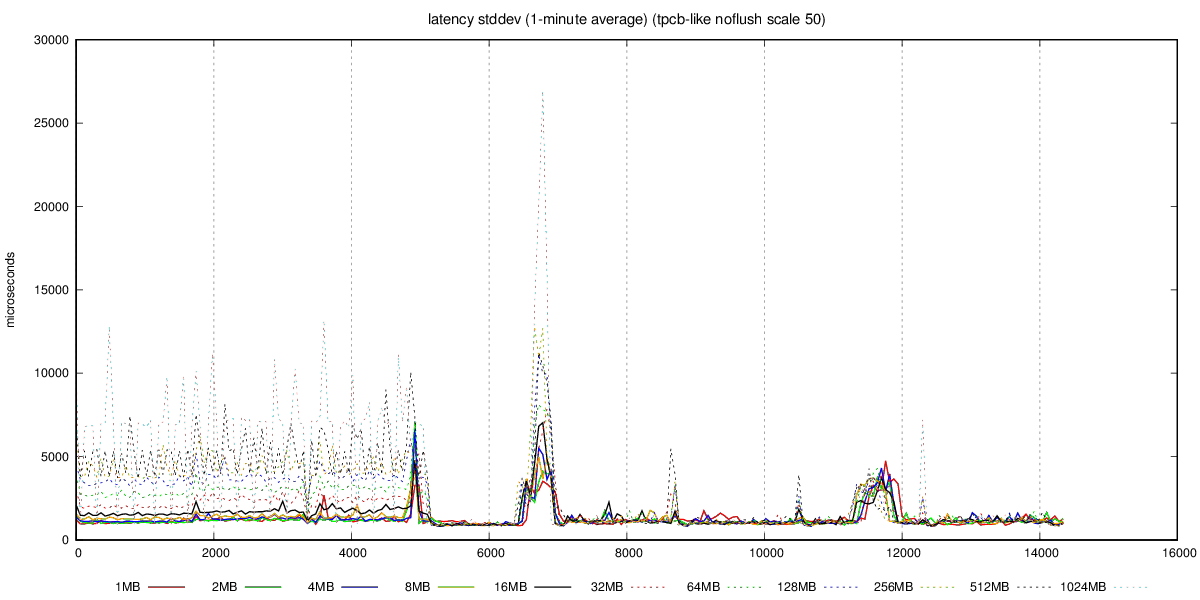 latency stddev (1-minute average) (tpcb-like noflush scale 50)
30000
25000
20000
15000
10000
5000
0
microseconds
0 2000 4000 6000 8000 10000 12000 14000 16000
1MB 2MB 4MB 8MB 16MB 32MB 64MB 128MB 256MB 512MB 1024MB